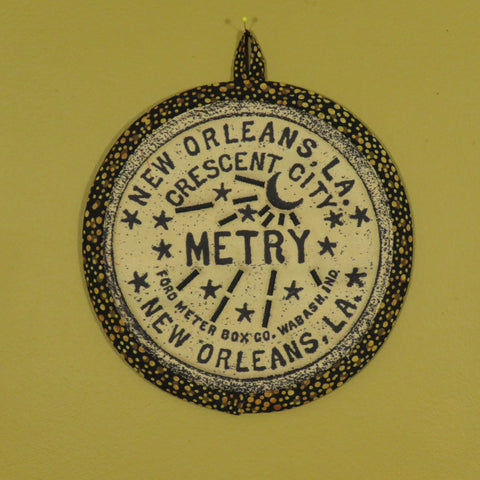 NEW ORLEANS, LA.
CRESCENT CITY
METRY
FORD METER BOX CO. WABASH, IND.
NEW ORLEANS, LA.